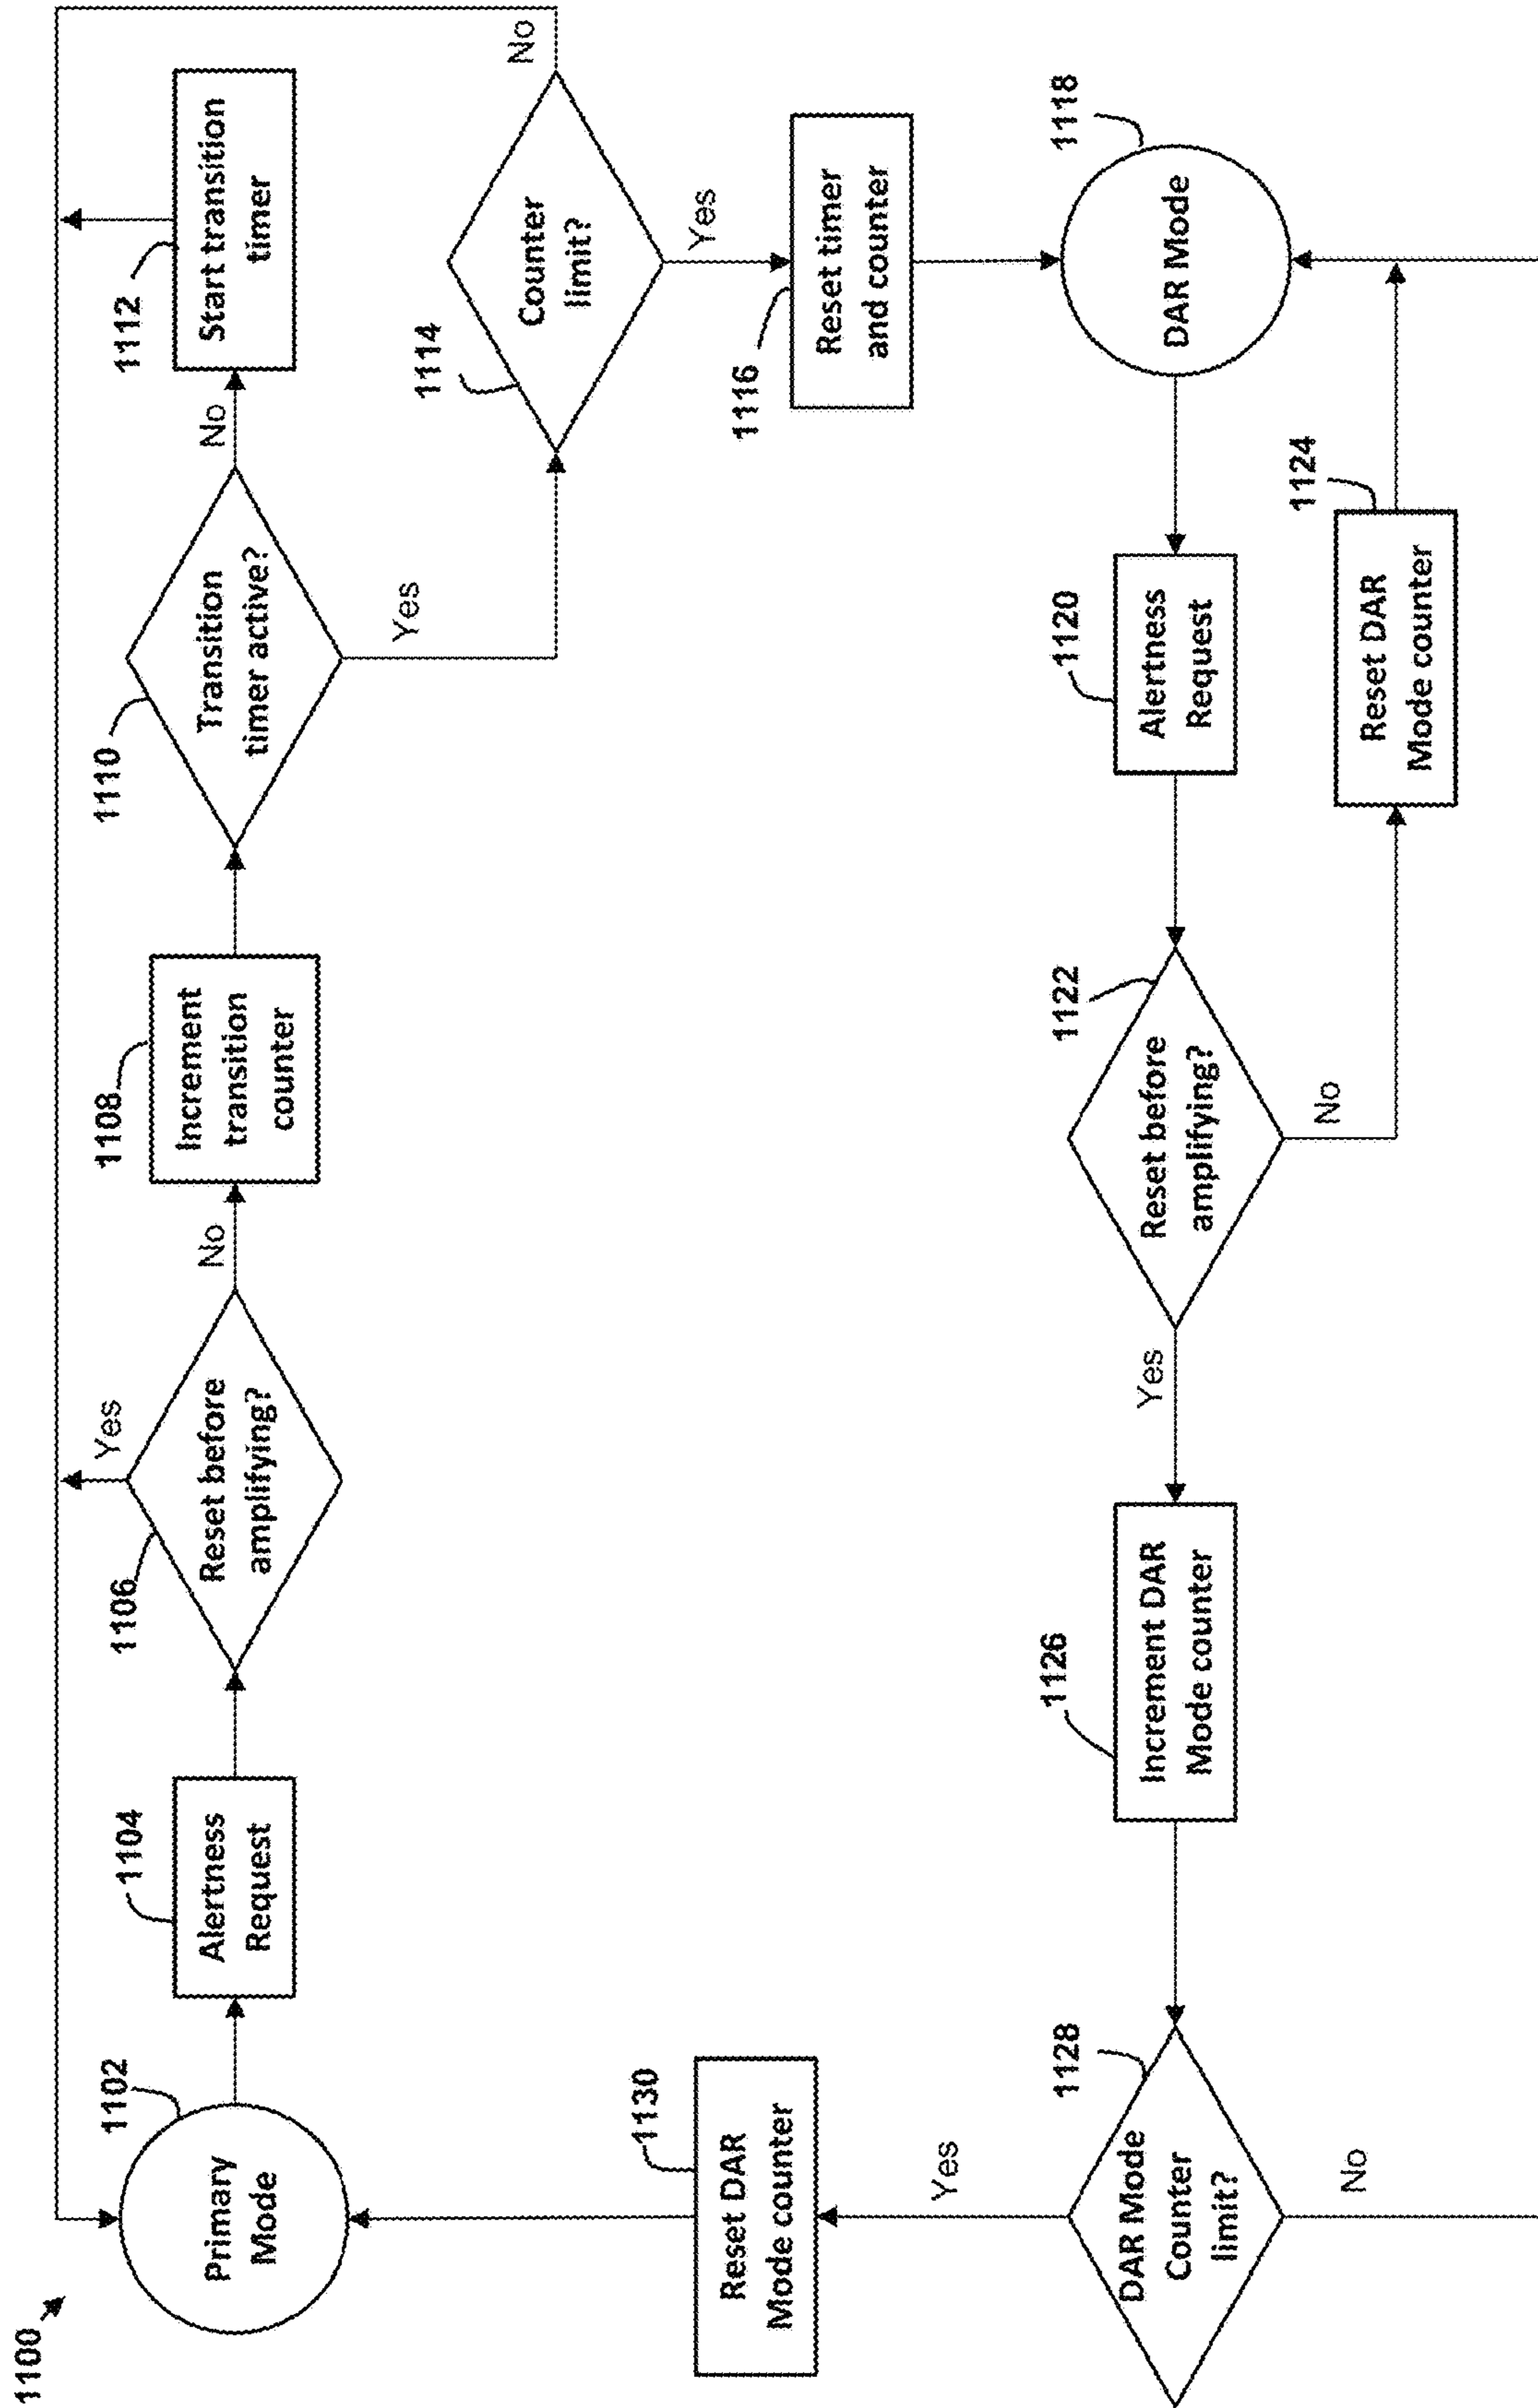 1100
1102
Primary
Mode
1104
Alertness
Request
1106
Reset before
amplifying?
Yes
No
1108
Increment
transition
counter
1110
Transition
timer active?
No
Yes
1112
Start transition
timer
1114
Counter
limit?
No
Yes
1116
Reset timer
and counter
1118
DAR Mode
1120
Alertness
Request
1122
Reset before
amplifying?
No
Yes
1124
Reset DAR
Mode counter
1126
Increment DAR
Mode counter
1128
DAR Mode
Counter
limit?
Yes
No
1130
Reset DAR
Mode counter